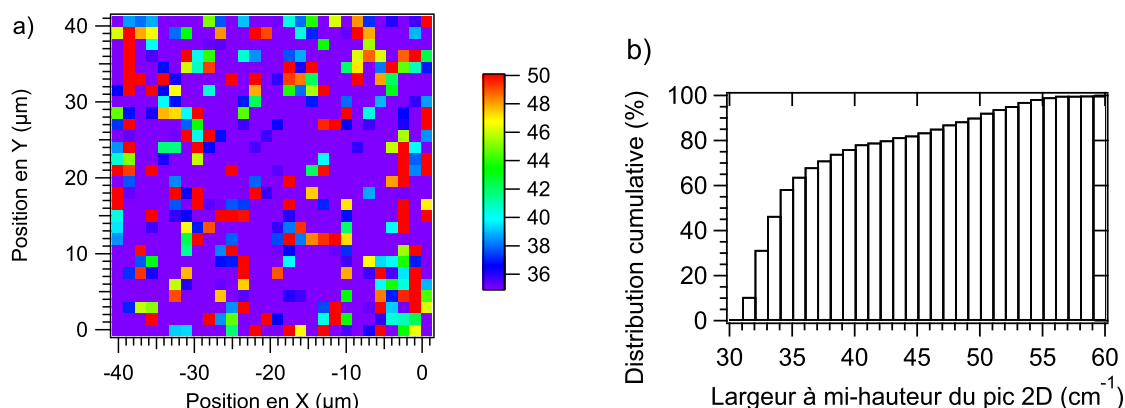 a)
Position en Y (µm)
40
30
20
10
0
-40 -30 -20 -10 0
Position en X (µm)
50
48
46
44
42
40
38
36
b)
Distribution cumulative (%)
100
80
60
40
20
0
30 35 40 45 50 55 60
Largeur à mi-hauteur du pic 2D (cm⁻¹)